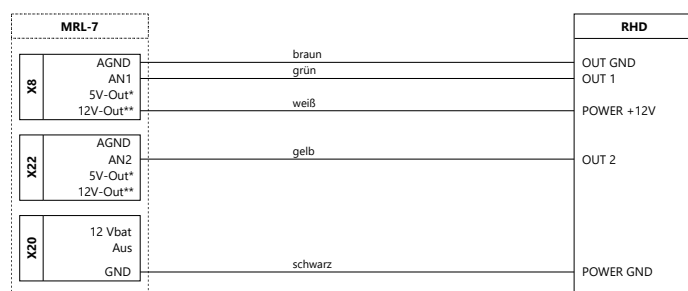 MRL-7 RHD
braun
AGND OUT GND
grün
AN1 OUT 1
X8
5V-Out*
weiß
12V-Out** POWER +12V
AGND
gelb
AN2 OUT 2
X22
5V-Out*
12V-Out**
12 Vbat
X20
Aus
schwarz
GND POWER GND